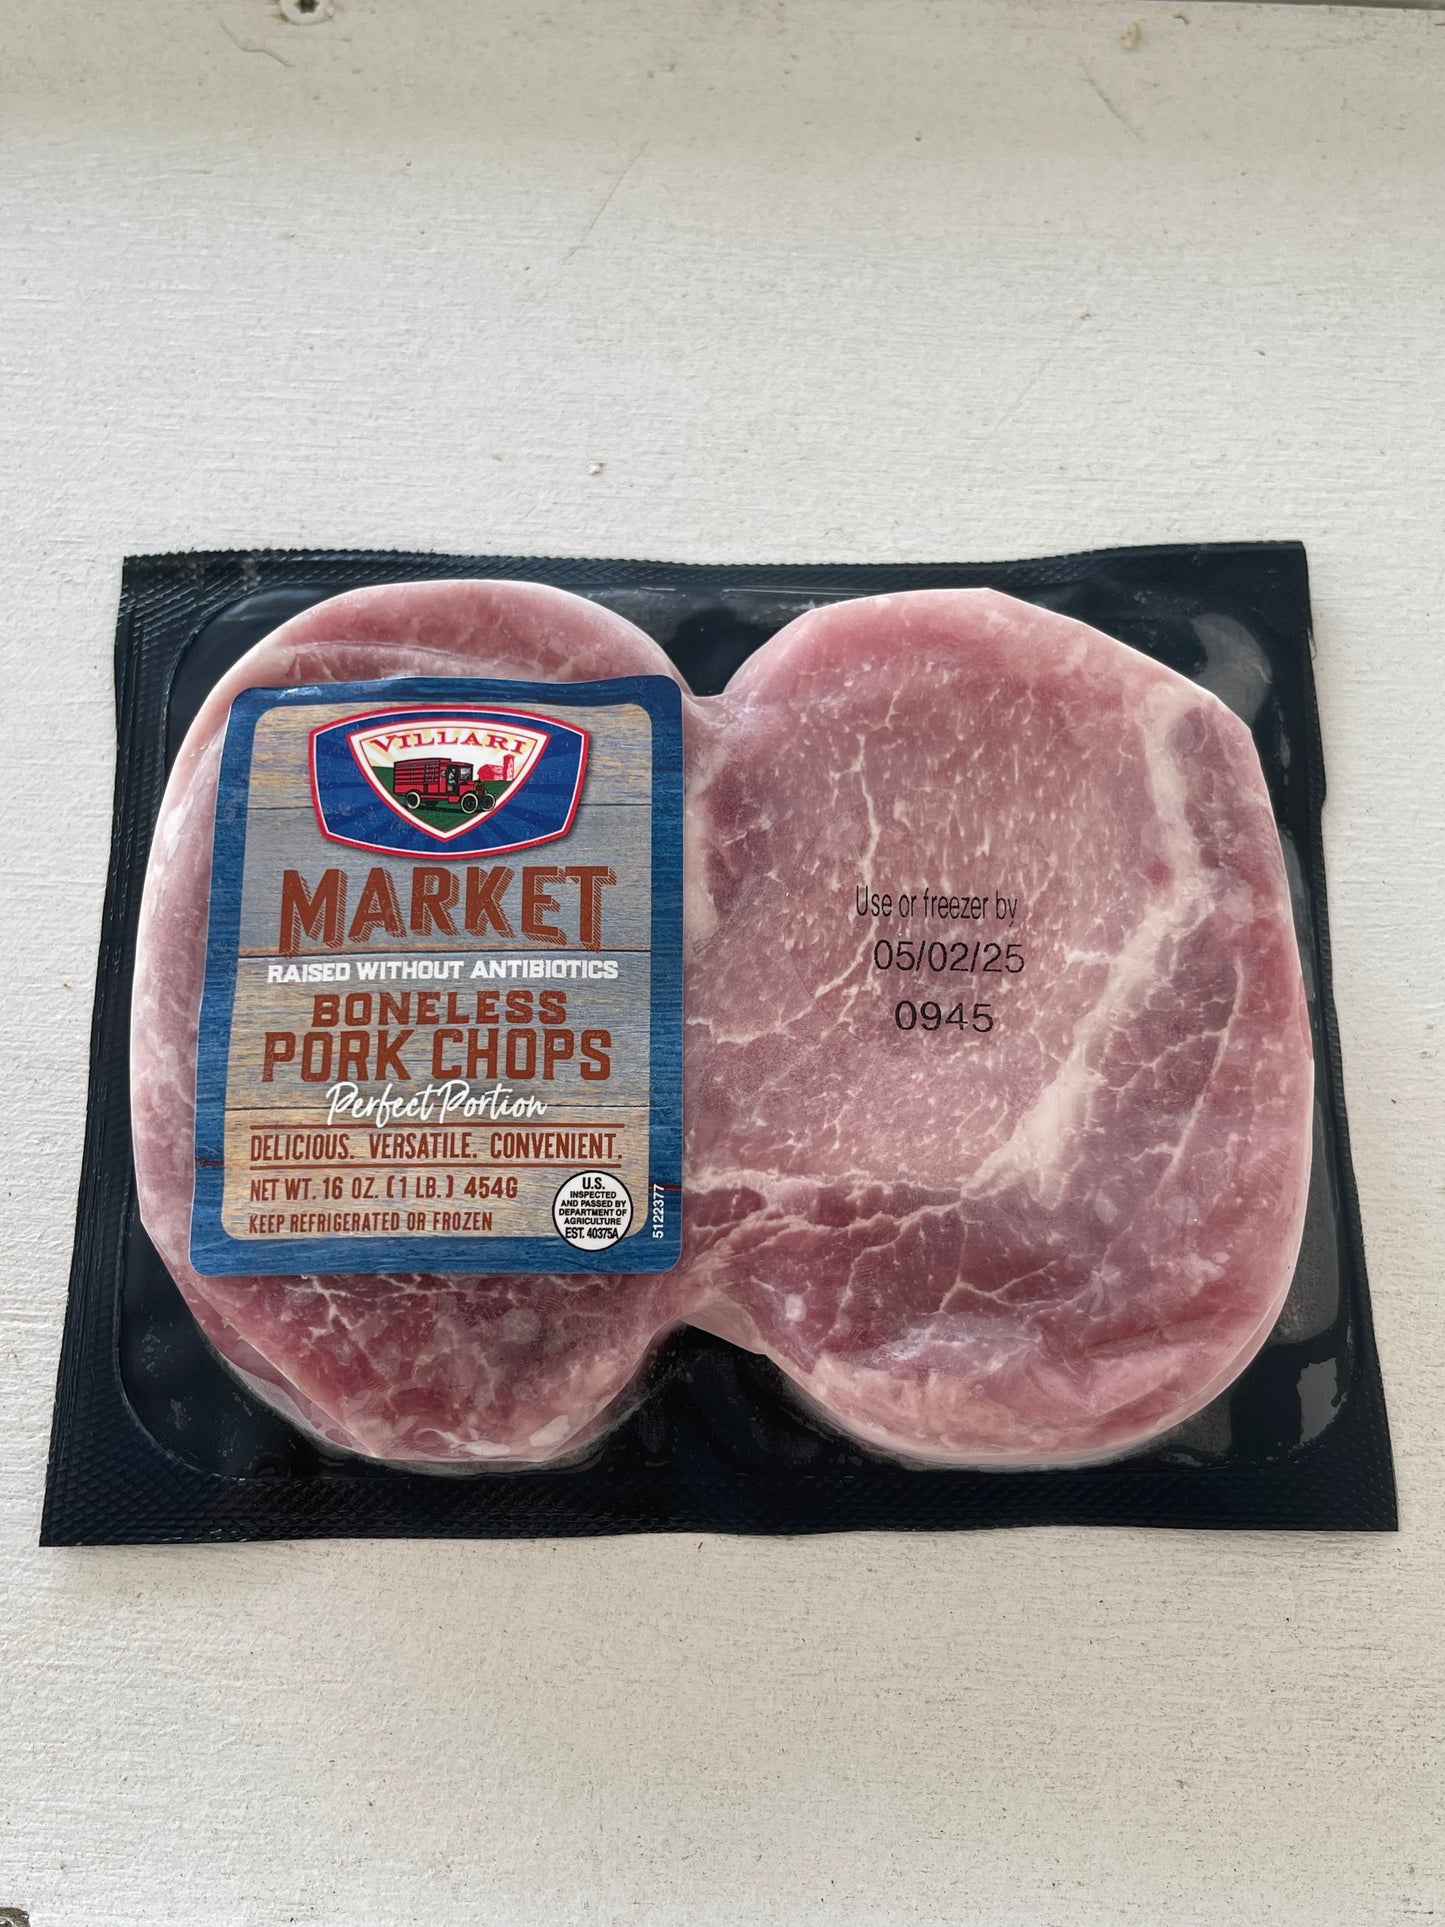 VILLARI
MARKET
RAISED WITHOUT ANTIBIOTICS
BONELESS
PORK CHOPS
Perfect Portion
DELICIOUS. VERSATILE. CONVENIENT.
NET WT. 16 OZ. (1 LB.) 454G
KEEP REFRIGERATED OR FROZEN
U.S.
INSPECTED
AND PASSED BY
DEPARTMENT OF
AGRICULTURE
EST. 40375A
5122377
Use or freezer by
05/02/25
0945